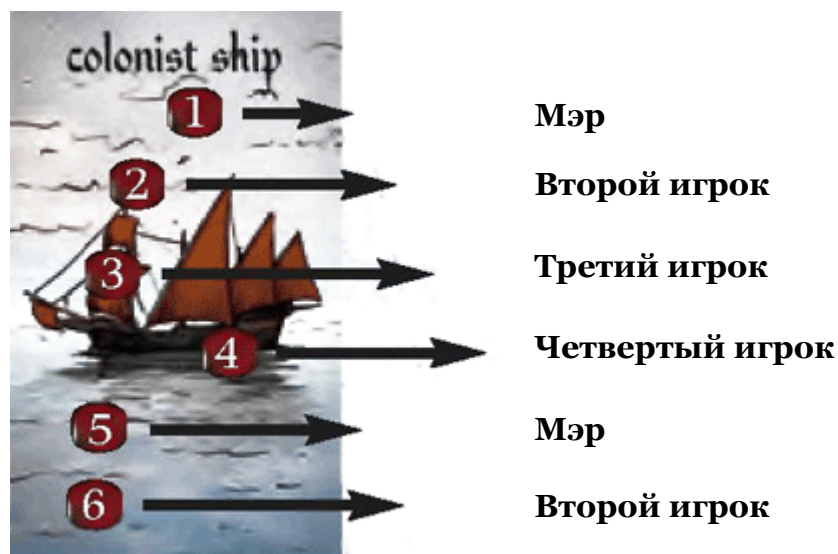 colonist ship
1 Мэр
2 Второй игрок
3 Третий игрок
4 Четвертый игрок
5 Мэр
6 Второй игрок